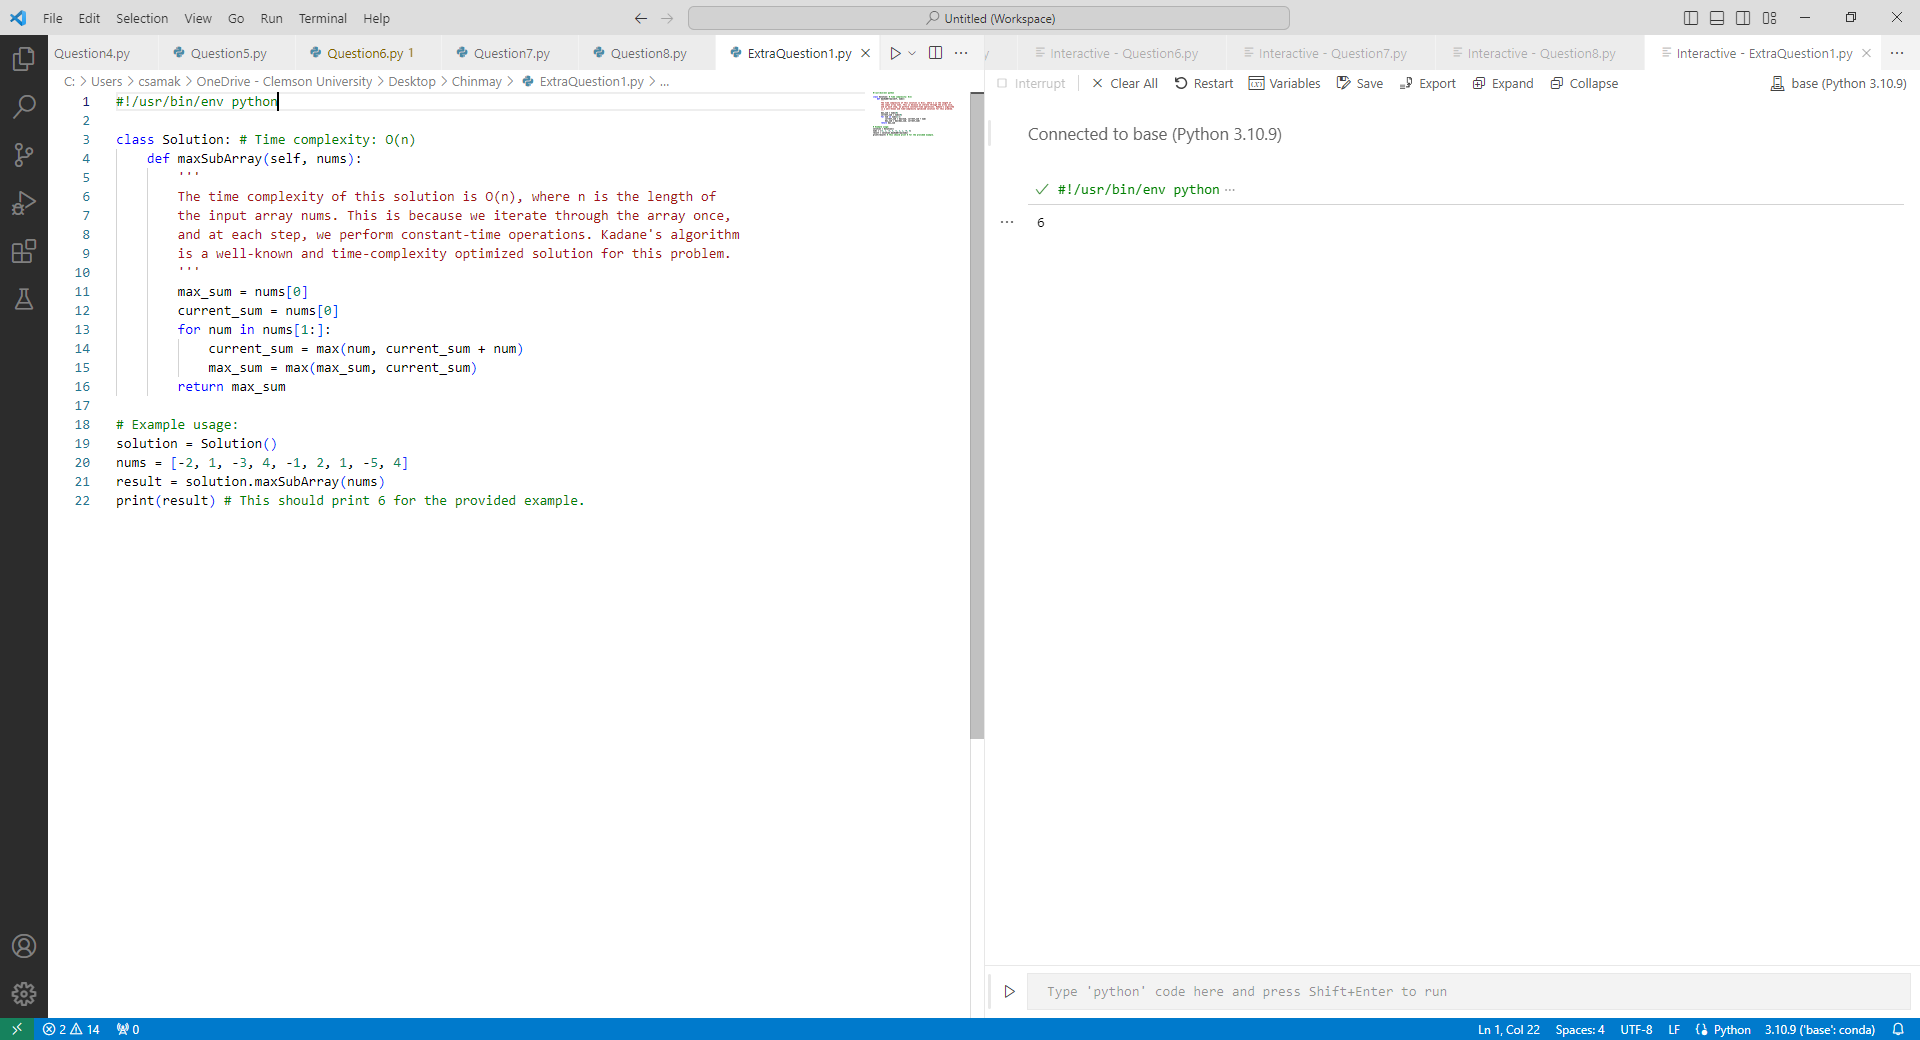 File Edit Selection View Go Run Terminal Help
Untitled (Workspace)
Question4.py Question5.py Question6.py 1 Question7.py Question8.py ExtraQuestion1.py
C: > Users > csamak > OneDrive - Clemson University > Desktop > Chinmay > ExtraQuestion1.py > ...
1 #!/usr/bin/env python
2
3 class Solution: # Time complexity: O(n)
4     def maxSubArray(self, nums):
5         '''
6         The time complexity of this solution is O(n), where n is the length of
7         the input array nums. This is because we iterate through the array once,
8         and at each step, we perform constant-time operations. Kadane's algorithm
9         is a well-known and time-complexity optimized solution for this problem.
10         '''
11         max_sum = nums[0]
12         current_sum = nums[0]
13         for num in nums[1:]:
14             current_sum = max(num, current_sum + num)
15             max_sum = max(max_sum, current_sum)
16         return max_sum
17
18 # Example usage:
19 solution = Solution()
20 nums = [-2, 1, -3, 4, -1, 2, 1, -5, 4]
21 result = solution.maxSubArray(nums)
22 print(result) # This should print 6 for the provided example.
Interactive - Question6.py Interactive - Question7.py Interactive - Question8.py Interactive - ExtraQuestion1.py
Interrupt Clear All Restart Variables Save Export Expand Collapse base (Python 3.10.9)
Connected to base (Python 3.10.9)
#!/usr/bin/env python ...
... 6
Type 'python' code here and press Shift+Enter to run
2 14 0 Ln 1, Col 22 Spaces: 4 UTF-8 LF Python 3.10.9 ('base': conda)